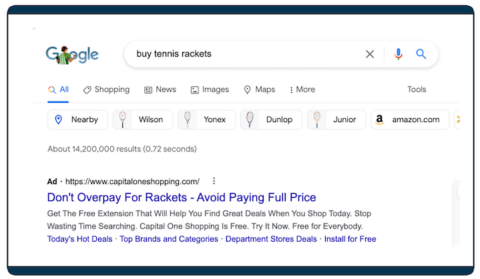 Google
buy tennis rackets
All Shopping News Images Maps More Tools
Nearby Wilson Yonex Dunlop Junior amazon.com
About 14,200,000 results (0.72 seconds)
Ad · https://www.capitaloneshopping.com/
Don't Overpay For Rackets - Avoid Paying Full Price
Get The Free Extension That Will Help You Find Great Deals When You Shop Today. Stop
Wasting Time Searching. Capital One Shopping Is Free. Try It Now. Free for Everybody.
Today's Hot Deals · Top Brands and Categories · Department Stores Deals · Install for Free